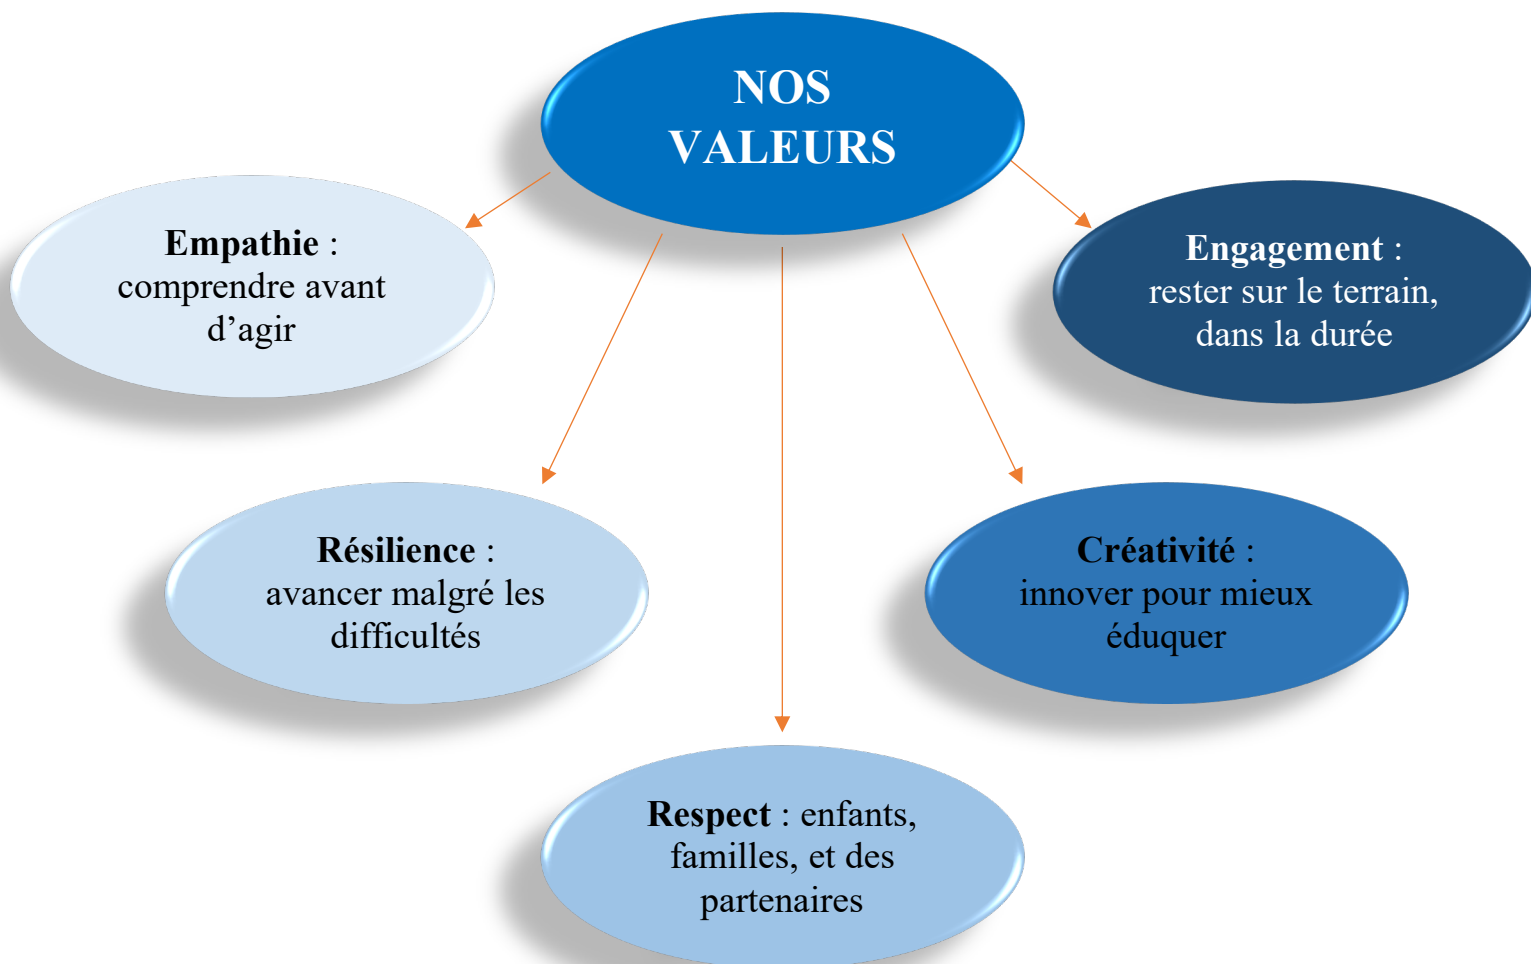 NOS
VALEURS
Empathie :
comprendre avant
d’agir
Engagement :
rester sur le terrain,
dans la durée
Résilience :
avancer malgré les
difficultés
Créativité :
innover pour mieux
éduquer
Respect : enfants,
familles, et des
partenaires